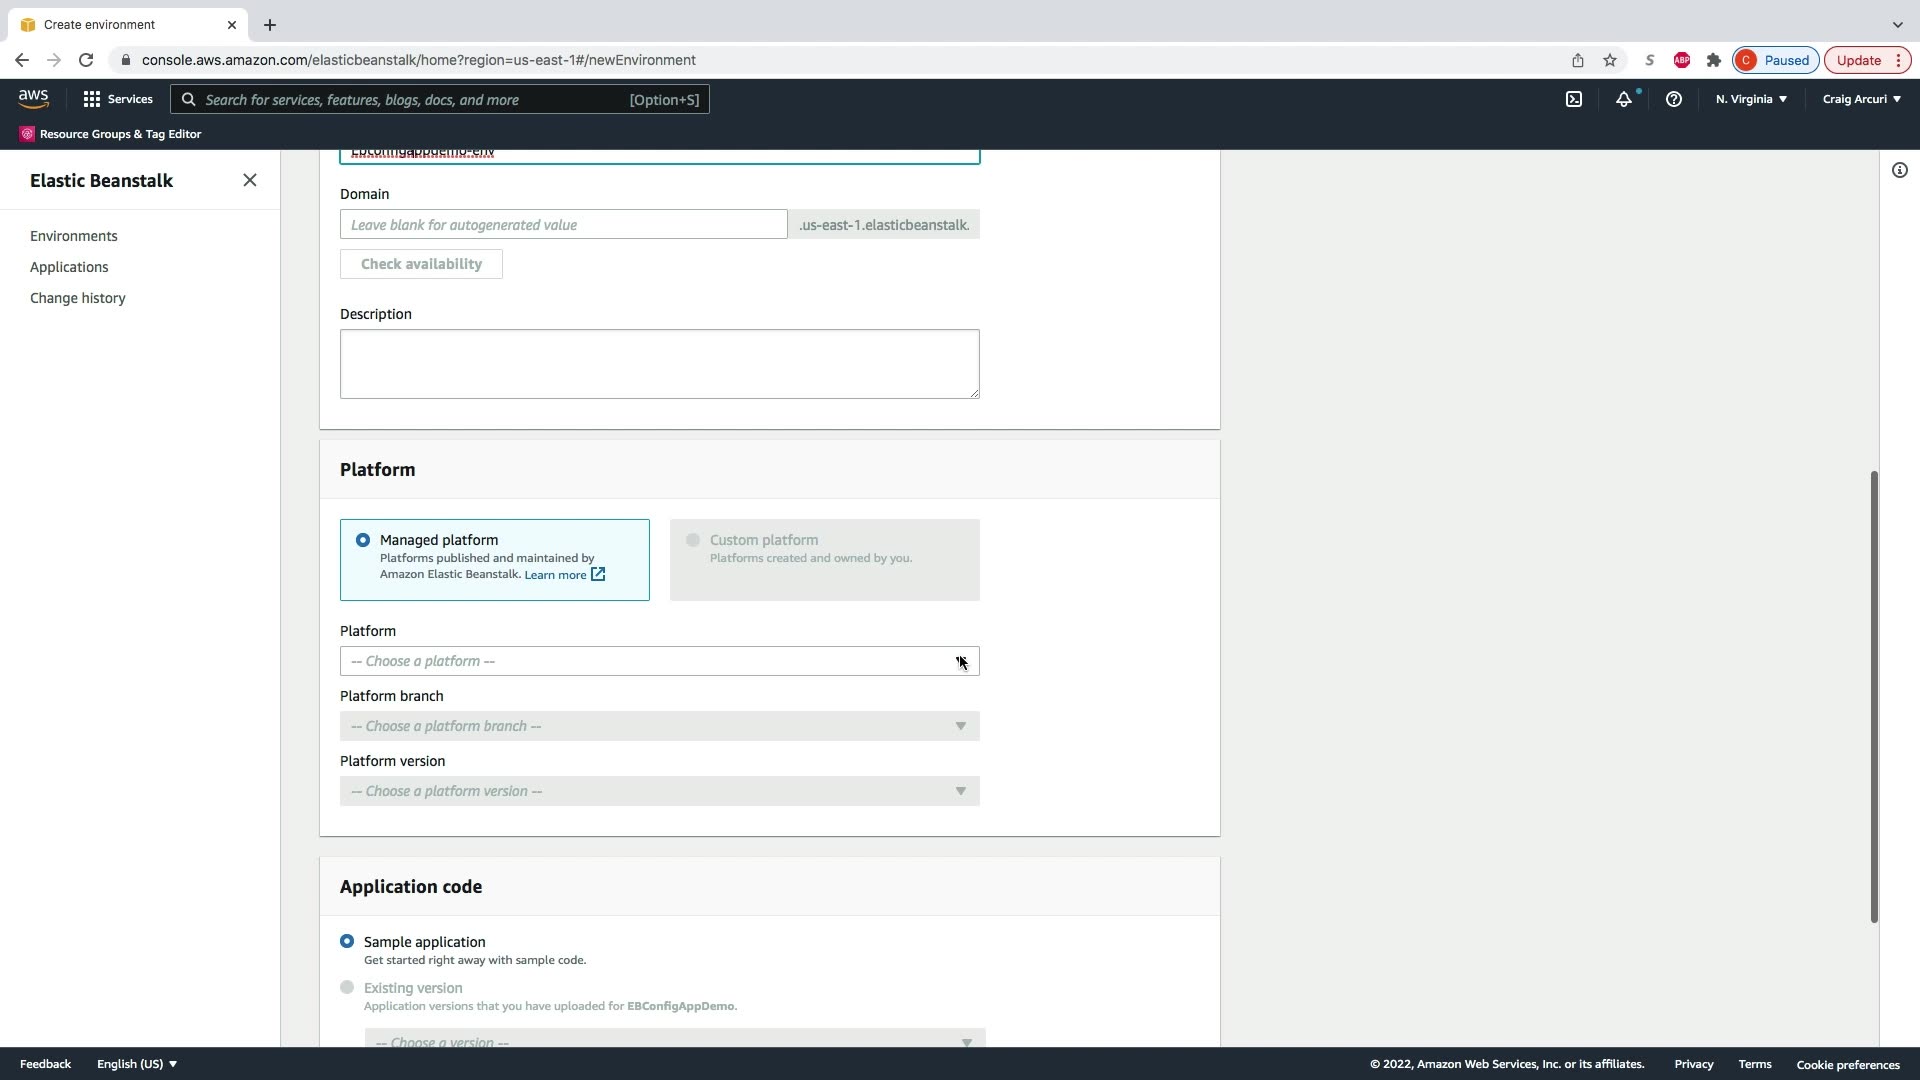 Create environment
console.aws.amazon.com/elasticbeanstalk/home?region=us-east-1#/newEnvironment
S
ABP
C Paused
Update
aws
Services
Search for services, features, blogs, docs, and more [Option+S]
N. Virginia
Craig Arcuri
Resource Groups & Tag Editor
Elastic Beanstalk
Environments
Applications
Change history
Ebconfigappdemo-env
Domain
Leave blank for autogenerated value
.us-east-1.elasticbeanstalk.
Check availability
Description
Platform
Managed platform
Platforms published and maintained by
Amazon Elastic Beanstalk. Learn more
Custom platform
Platforms created and owned by you.
Platform
-- Choose a platform --
Platform branch
-- Choose a platform branch --
Platform version
-- Choose a platform version --
Application code
Sample application
Get started right away with sample code.
Existing version
Application versions that you have uploaded for EBConfigAppDemo.
-- Choose a version --
Feedback
English (US)
© 2022, Amazon Web Services, Inc. or its affiliates.
Privacy
Terms
Cookie preferences